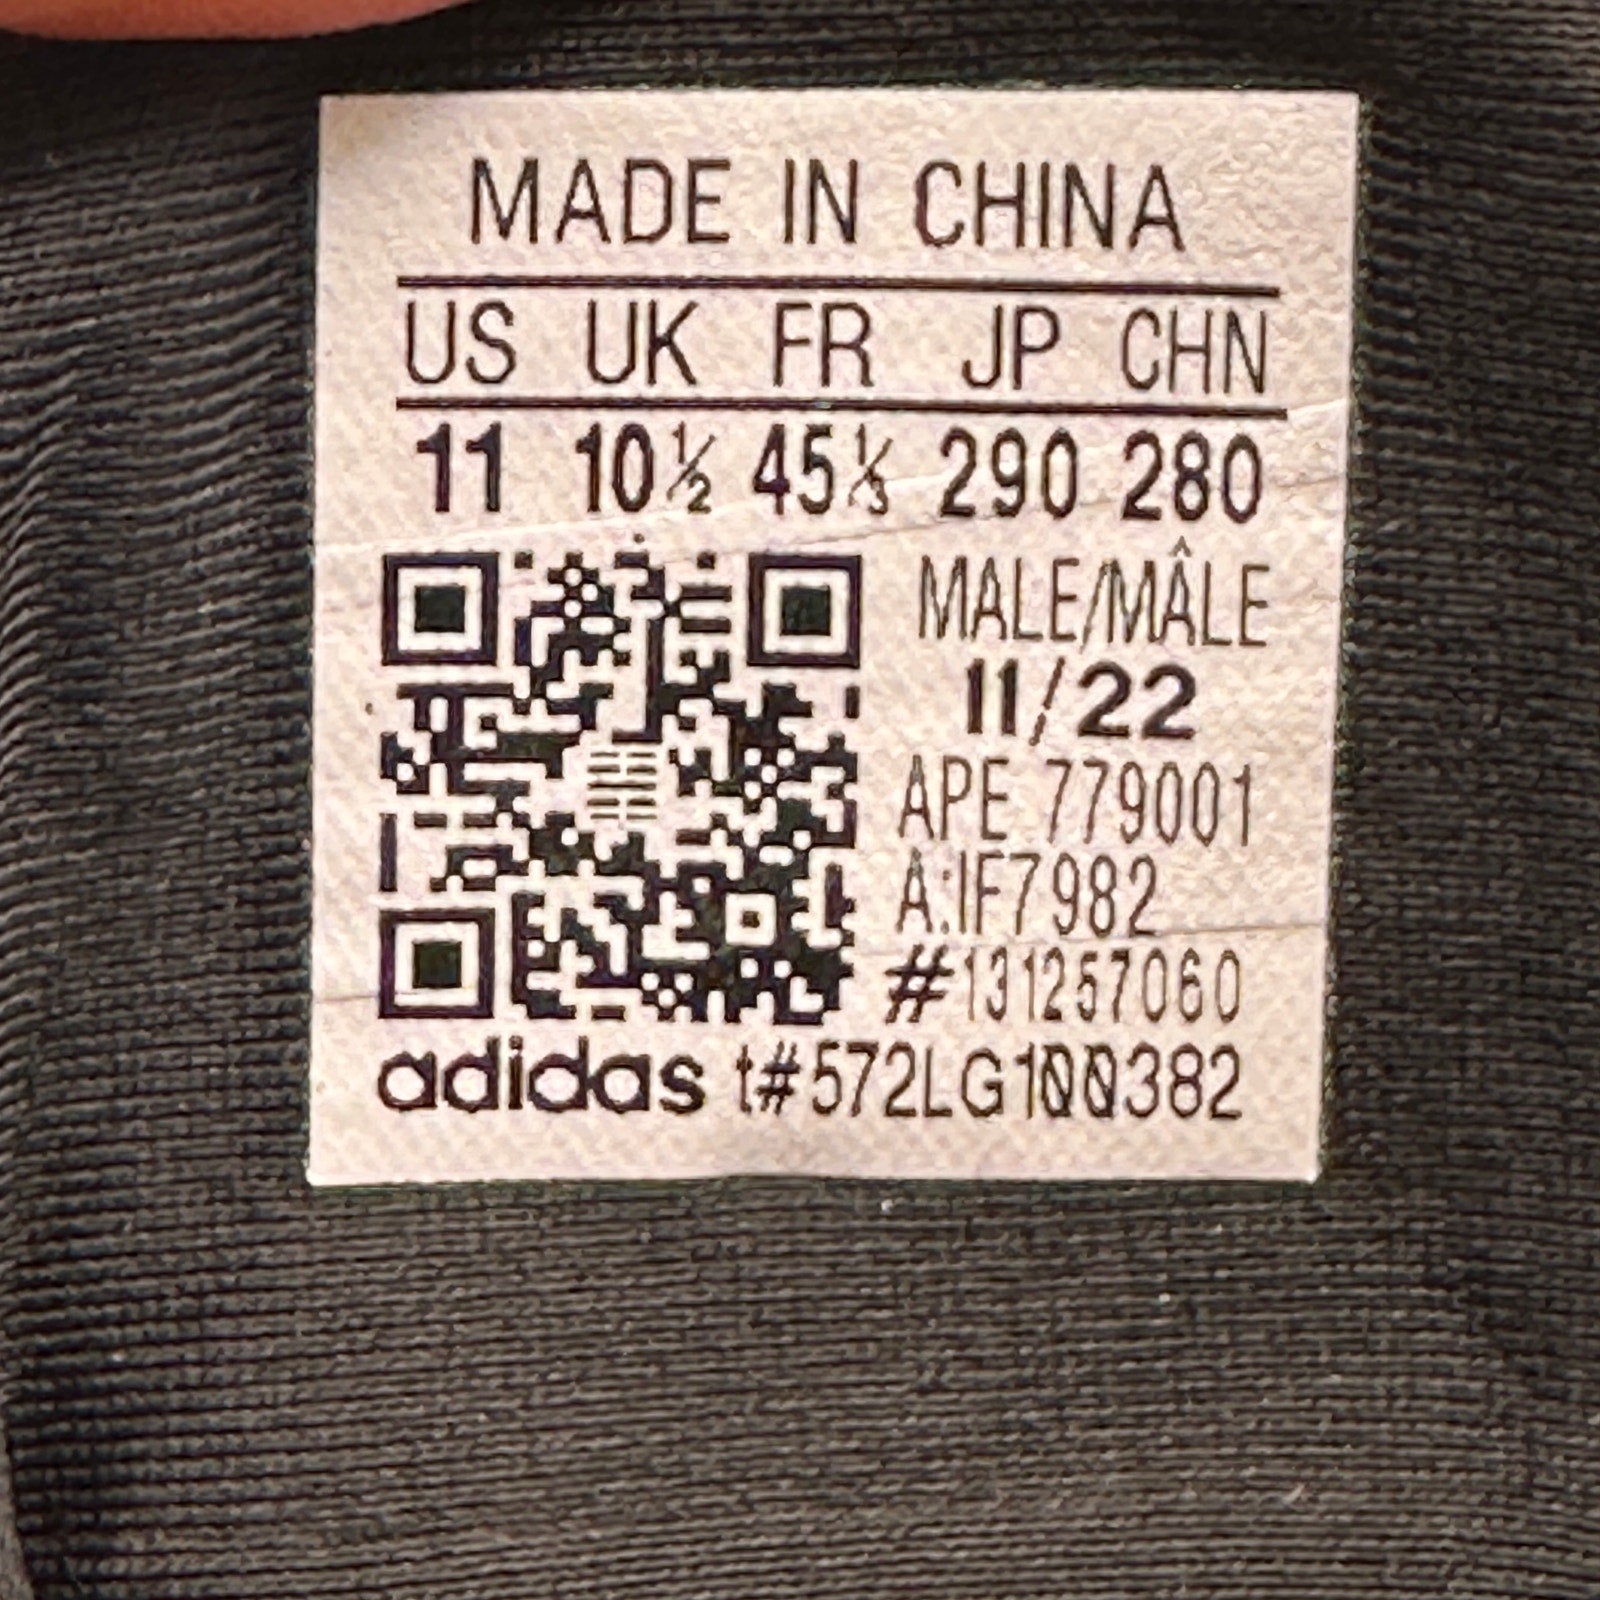 MADE IN CHINA
US UK FR JP CHN
11 10½ 45⅓ 290 280
MALE/MÂLE
11/22
APE 779001
A:IF7982
#131257060
adidas t#572LG100382